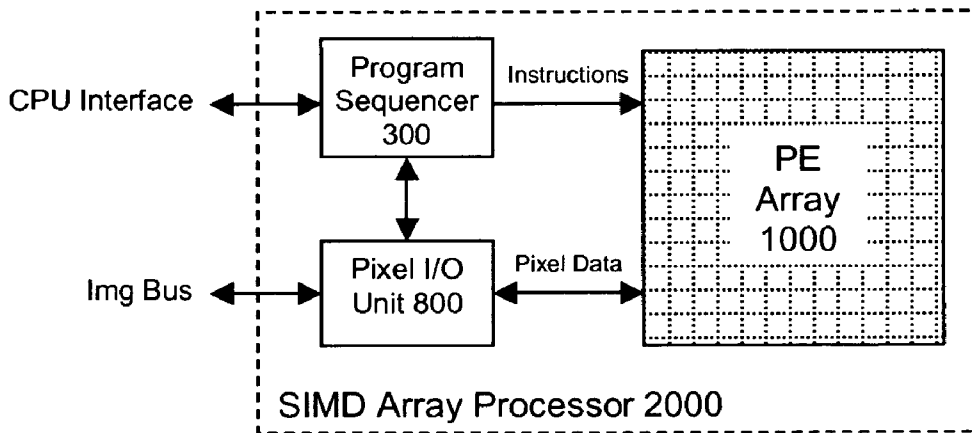 CPU Interface
Program
Sequencer
300
Instructions
PE
Array
1000
Img Bus
Pixel I/O
Unit 800
Pixel Data
SIMD Array Processor 2000